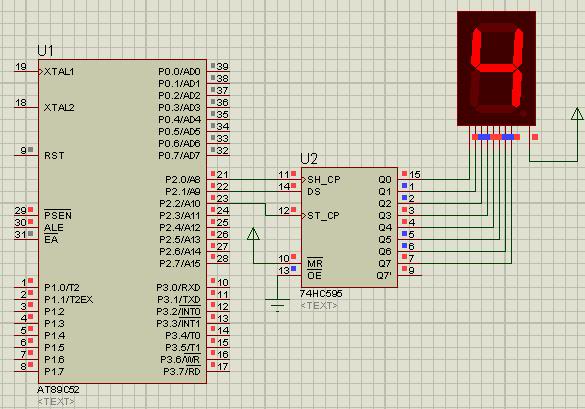 U1
19 XTAL1 P0.0/AD0 39
P0.1/AD1 38
P0.2/AD2 37
18 XTAL2 P0.3/AD3 36
P0.4/AD4 35
P0.5/AD5 34
P0.6/AD6 33
9 RST P0.7/AD7 32
P2.0/A8 21
P2.1/A9 22
P2.2/A10 23
29 PSEN P2.3/A11 24
30 ALE P2.4/A12 25
31 EA P2.5/A13 26
P2.6/A14 27
P2.7/A15 28
1 P1.0/T2 P3.0/RXD 10
2 P1.1/T2EX P3.1/TXD 11
3 P1.2 P3.2/INT0 12
4 P1.3 P3.3/INT1 13
5 P1.4 P3.4/T0 14
6 P1.5 P3.5/T1 15
7 P1.6 P3.6/WR 16
8 P1.7 P3.7/RD 17
AT89C52
<TEXT>
U2
11 SH_CP Q0 15
14 DS Q1 1
Q2 2
12 ST_CP Q3 3
Q4 4
Q5 5
Q6 6
10 MR Q7 7
13 OE Q7' 9
74HC595
<TEXT>
4